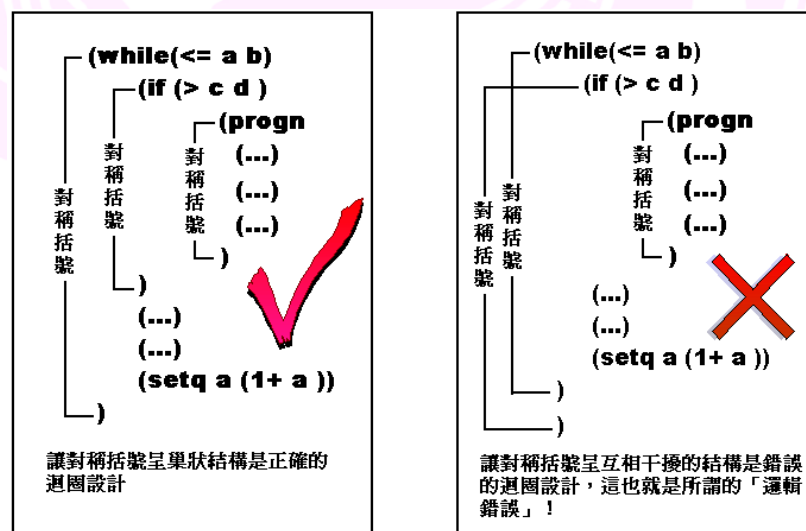 (while(<= a b)
(if (> c d )
(progn
(...)
(...)
(...)
)
)
(...)
(...)
(setq a (1+ a ))
)
對稱括號
對稱括號
對稱括號
讓對稱括號呈巢狀結構是正確的
迴圈設計
(while(<= a b)
(if (> c d )
(progn
(...)
(...)
(...)
)
(...)
(...)
(setq a (1+ a ))
)
)
對稱括號
對稱括號
對稱括號
讓對稱括號呈互相干擾的結構是錯誤
的迴圈設計，這也就是所謂的「邏輯
錯誤」！